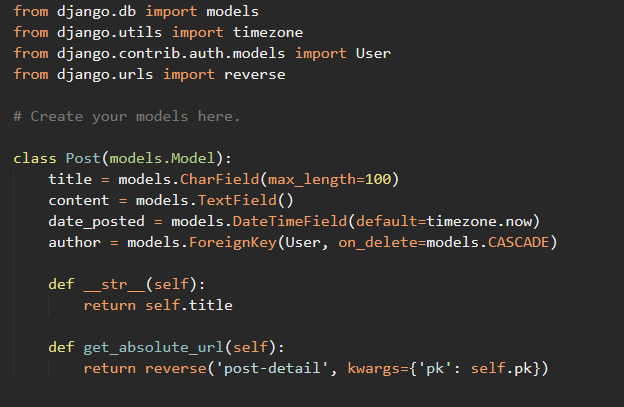 from django.db import models
from django.utils import timezone
from django.contrib.auth.models import User
from django.urls import reverse

# Create your models here.

class Post(models.Model):
    title = models.CharField(max_length=100)
    content = models.TextField()
    date_posted = models.DateTimeField(default=timezone.now)
    author = models.ForeignKey(User, on_delete=models.CASCADE)

    def __str__(self):
        return self.title

    def get_absolute_url(self):
        return reverse('post-detail', kwargs={'pk': self.pk})